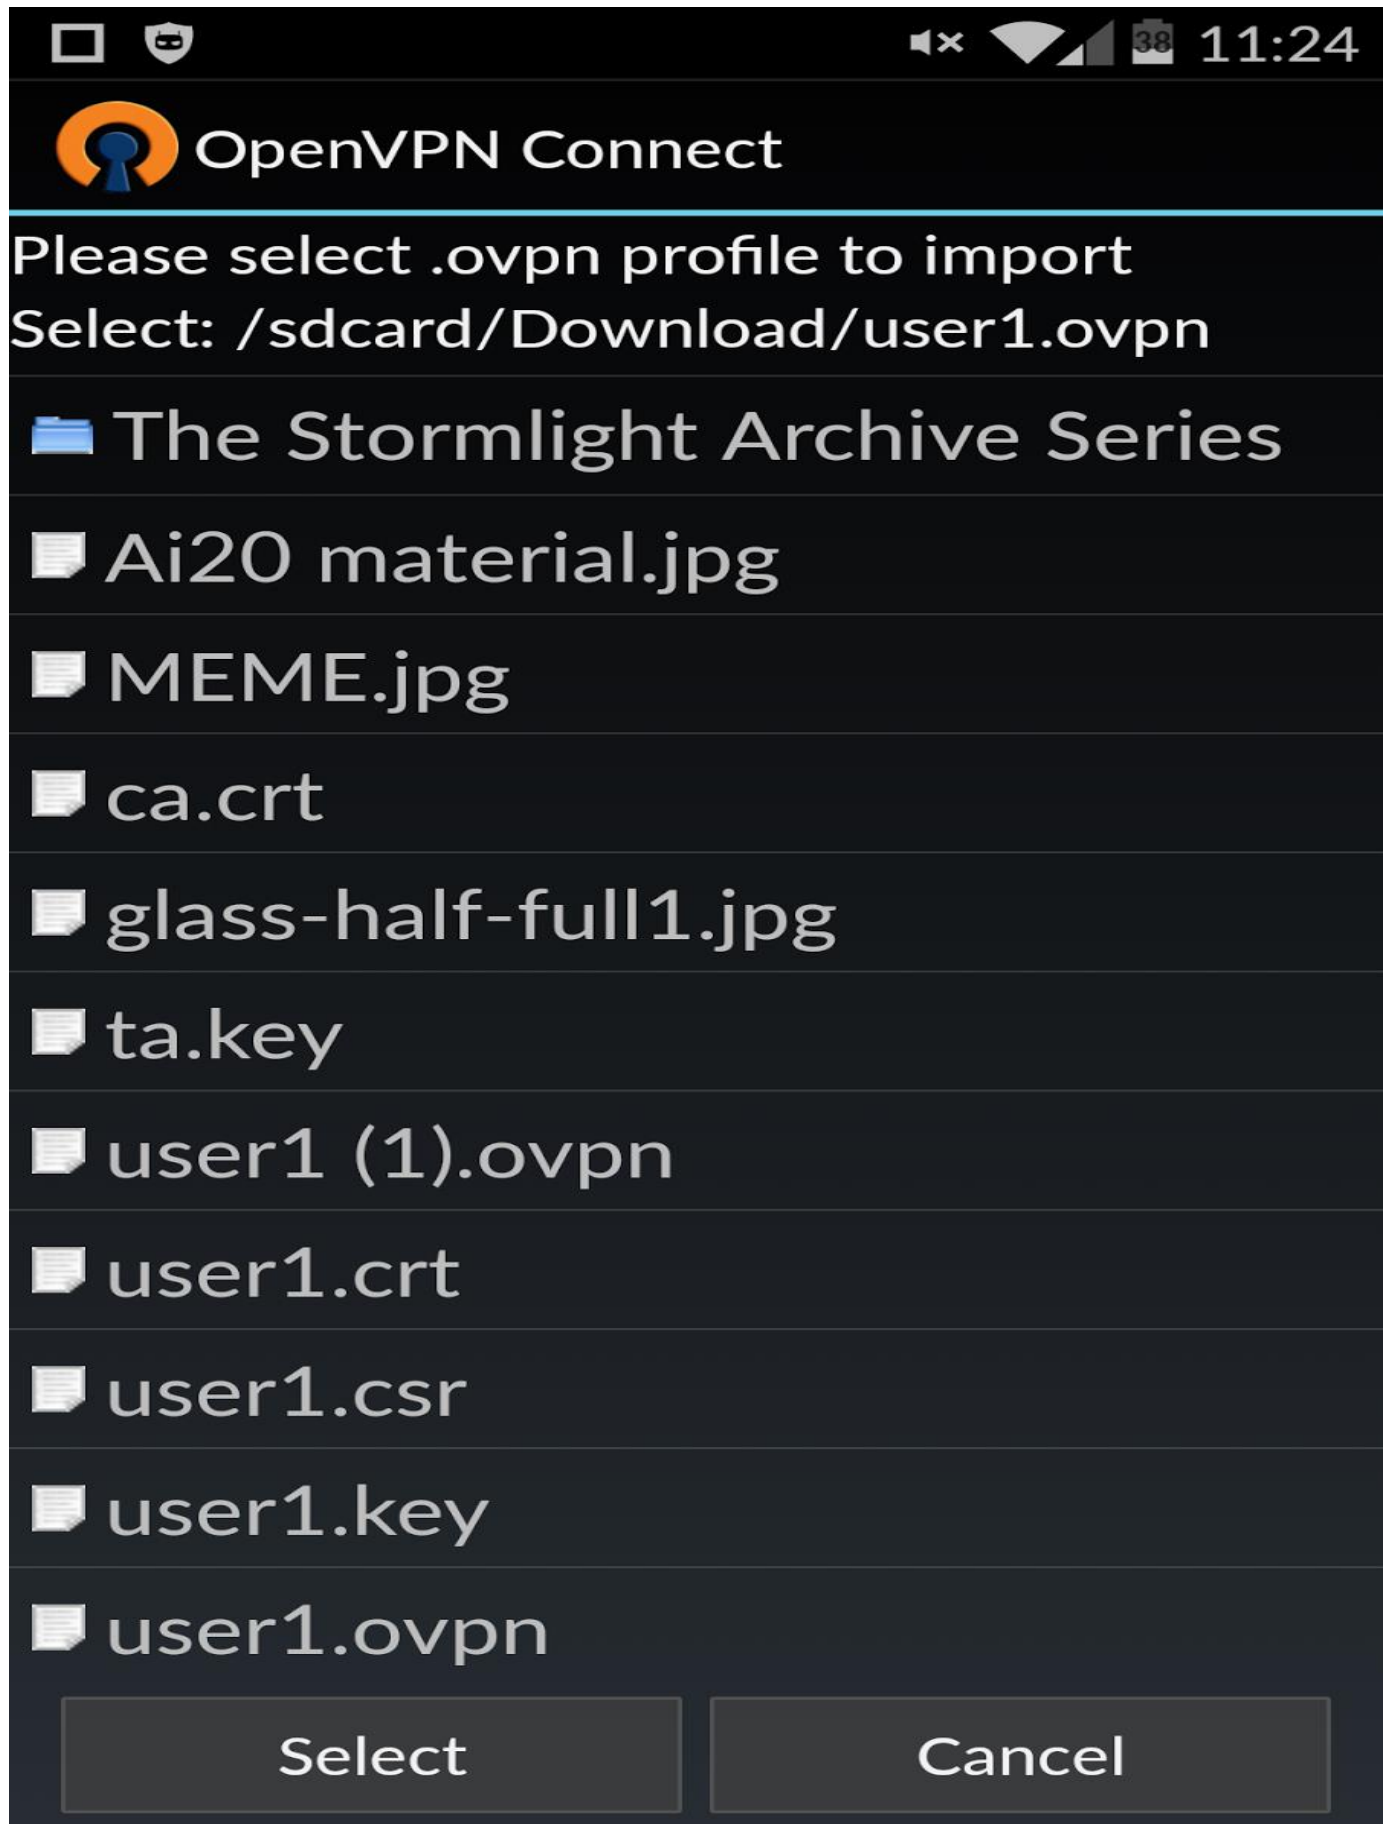 38 11:24
OpenVPN Connect
Please select .ovpn profile to import
Select: /sdcard/Download/user1.ovpn
The Stormlight Archive Series
Ai20 material.jpg
MEME.jpg
ca.crt
glass-half-full1.jpg
ta.key
user1 (1).ovpn
user1.crt
user1.csr
user1.key
user1.ovpn
Select Cancel